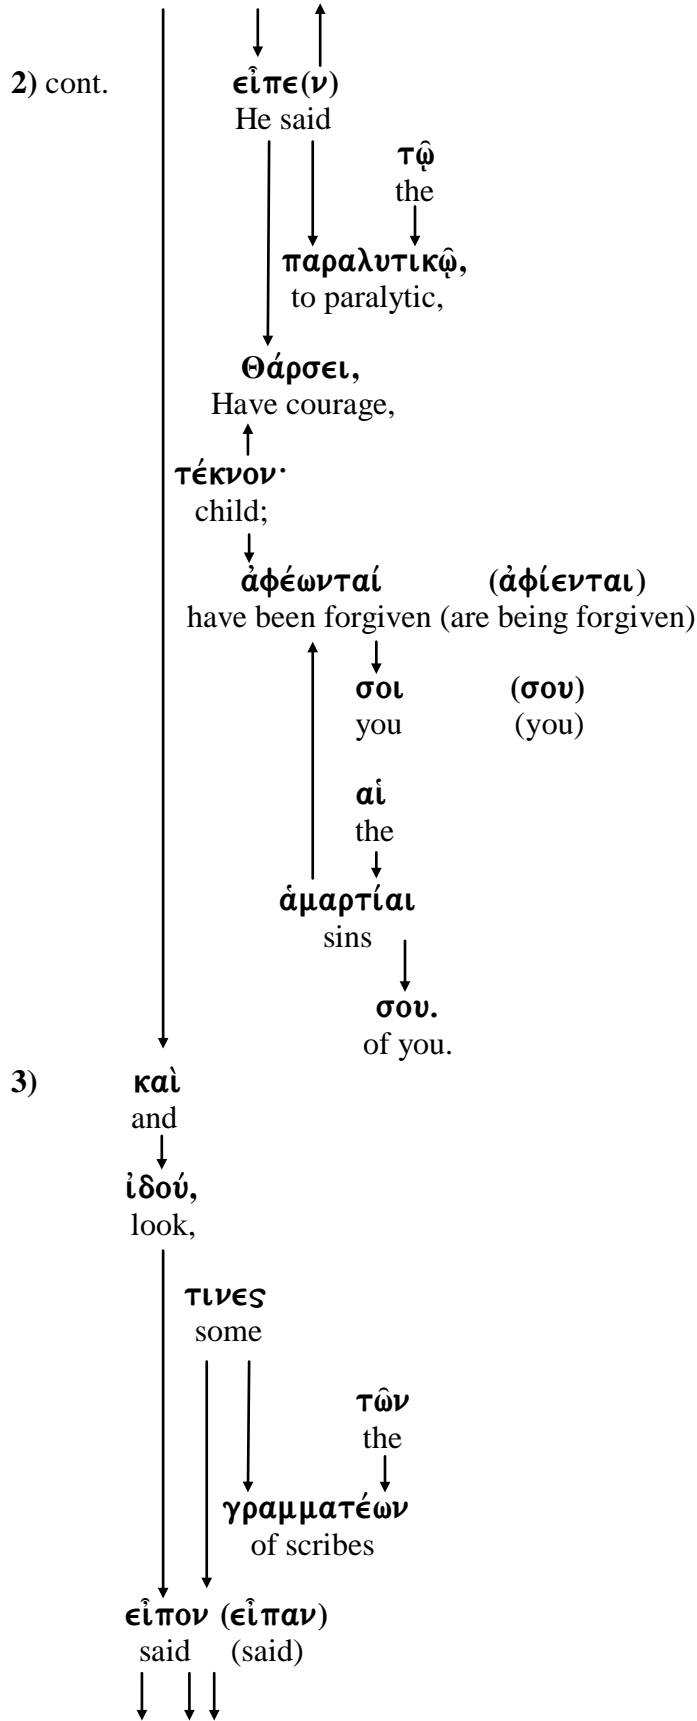 2) cont. εἶπε(ν)
He said
τῷ
the
παραλυτικῷ,
to paralytic,
Θάρσει,
Have courage,
τέκνον·
child;
ἀφέωνταί (ἀφίενται)
have been forgiven (are being forgiven)
σοι (σου)
you (you)
αἱ
the
ἁμαρτίαι
sins
σου.
of you.
3) καὶ
and
ἰδού,
look,
τινες
some
τῶν
the
γραμματέων
of scribes
εἶπον (εἶπαν)
said (said)